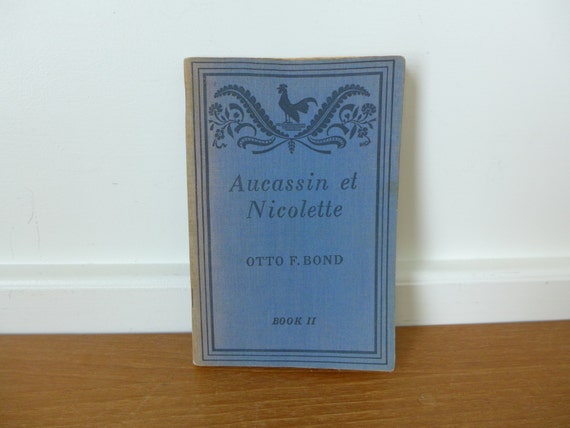 Aucassin et
Nicolette
OTTO F. BOND
BOOK II